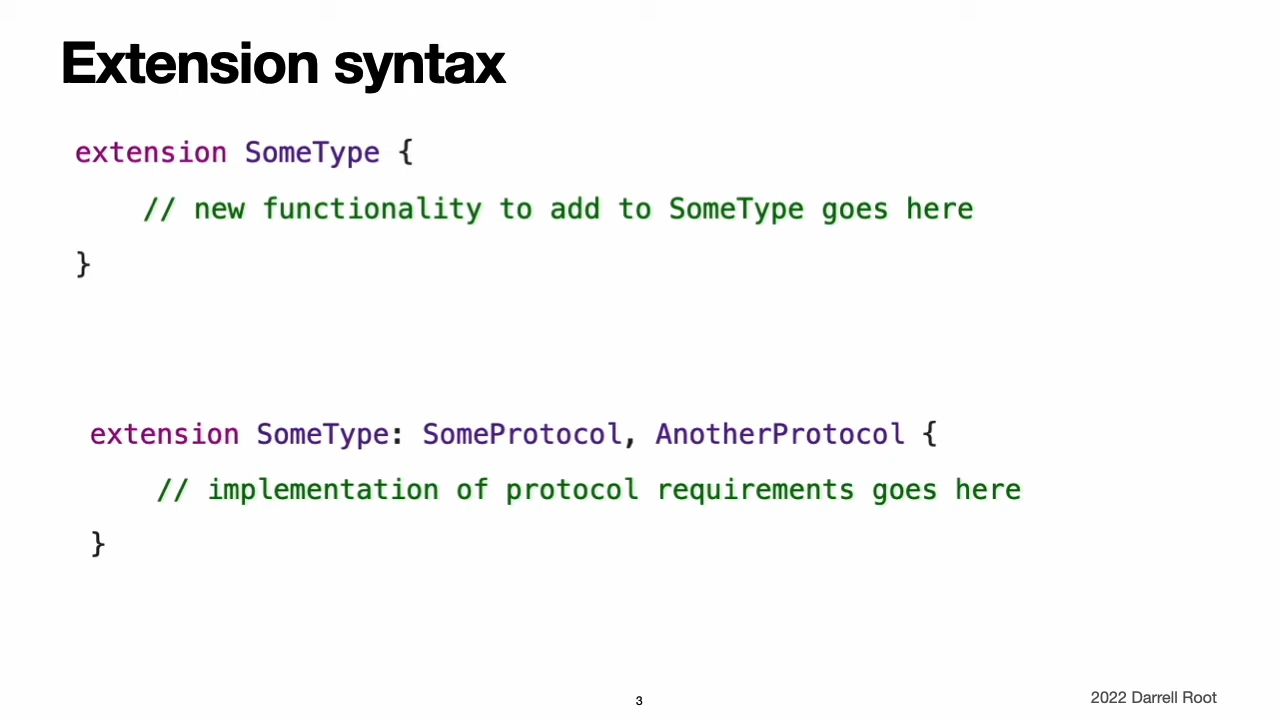 Extension syntax
extension SomeType {
    // new functionality to add to SomeType goes here
}
extension SomeType: SomeProtocol, AnotherProtocol {
    // implementation of protocol requirements goes here
}
3
2022 Darrell Root